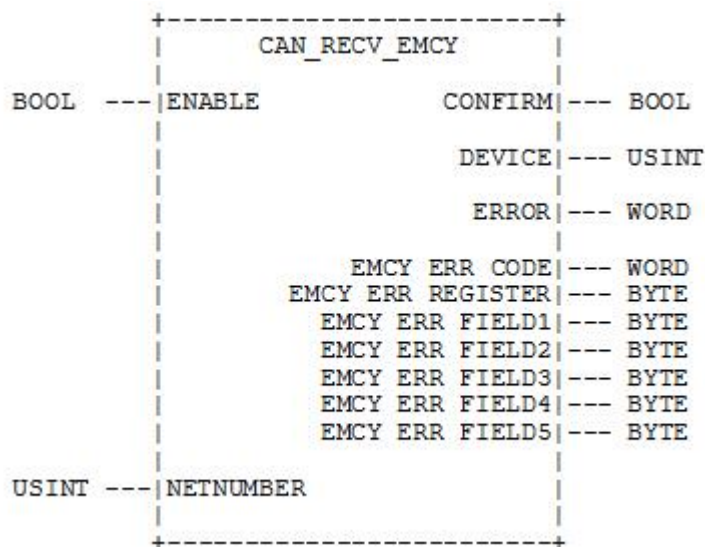 CAN_RECV_EMCY
BOOL ---|ENABLE CONFIRM|--- BOOL
DEVICE|--- USINT
ERROR|--- WORD
EMCY ERR CODE|--- WORD
EMCY ERR REGISTER|--- BYTE
EMCY ERR FIELD1|--- BYTE
EMCY ERR FIELD2|--- BYTE
EMCY ERR FIELD3|--- BYTE
EMCY ERR FIELD4|--- BYTE
EMCY ERR FIELD5|--- BYTE
USINT ---|NETNUMBER